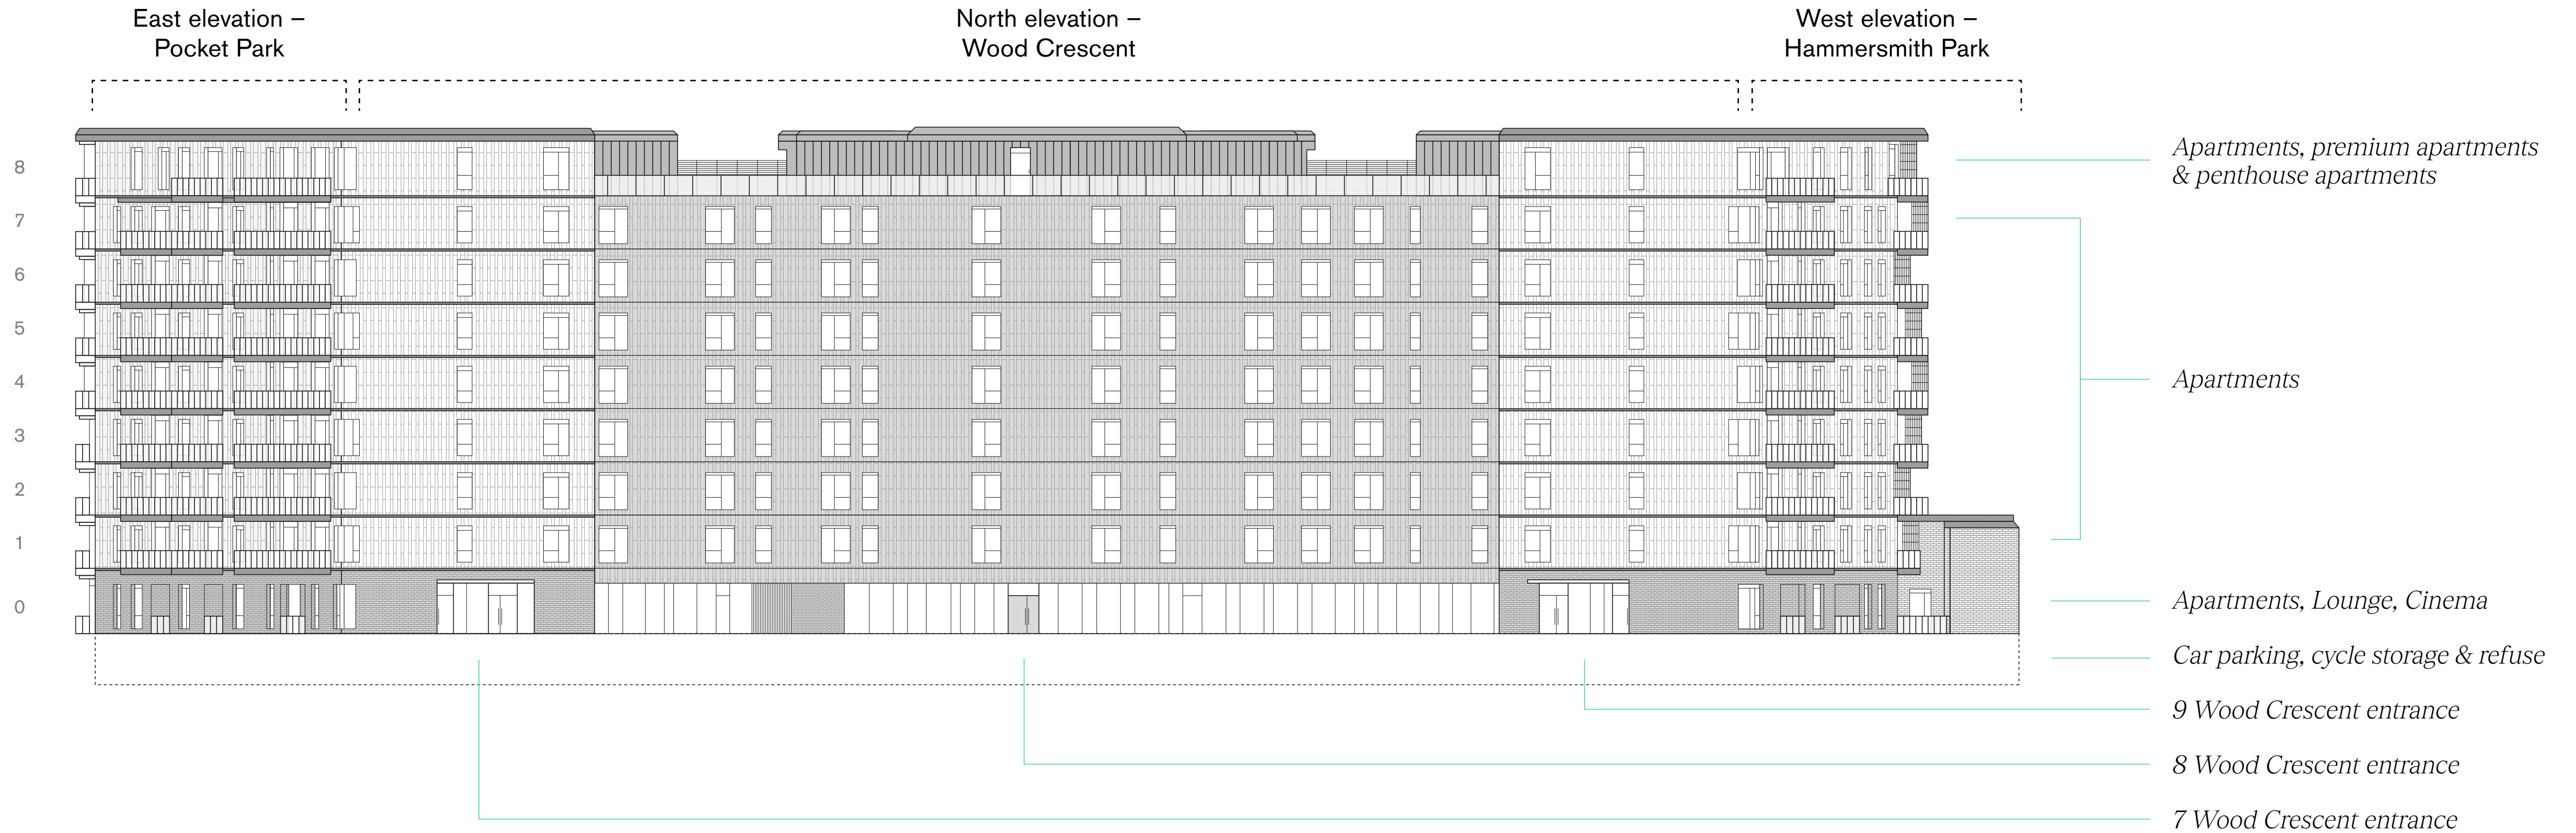 East elevation –
Pocket Park
North elevation –
Wood Crescent
West elevation –
Hammersmith Park
8
7
6
5
4
3
2
1
0
Apartments, premium apartments
& penthouse apartments
Apartments
Apartments, Lounge, Cinema
Car parking, cycle storage & refuse
9 Wood Crescent entrance
8 Wood Crescent entrance
7 Wood Crescent entrance